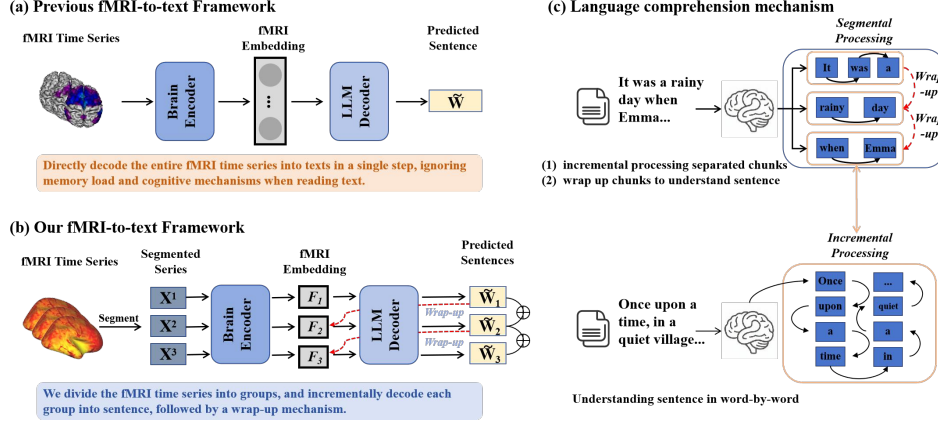 (a) Previous fMRI-to-text Framework
fMRI Time Series
fMRI
Embedding
Predicted
Sentence
Brain
Encoder
...
LLM
Decoder
W̃
Directly decode the entire fMRI time series into texts in a single step, ignoring
memory load and cognitive mechanisms when reading text.
(b) Our fMRI-to-text Framework
fMRI Time Series
Segmented
Series
fMRI
Embedding
Predicted
Sentences
Segment
X¹
X²
X³
Brain
Encoder
F₁
F₂
F₃
LLM
Decoder
Wrap-up
Wrap-up
W̃₁
W̃₂
W̃₃
We divide the fMRI time series into groups, and incrementally decode each
group into sentence, followed by a wrap-up mechanism.
(c) Language comprehension mechanism
Segmental
Processing
It was a rainy
day when
Emma...
It was a
rainy day
when Emma
Wrap
-up
Wrap
-up
(1) incremental processing separated chunks
(2) wrap up chunks to understand sentence
Incremental
Processing
Once upon a
time, in a
quiet village...
Once ...
upon quiet
a a
time in
Understanding sentence in word-by-word